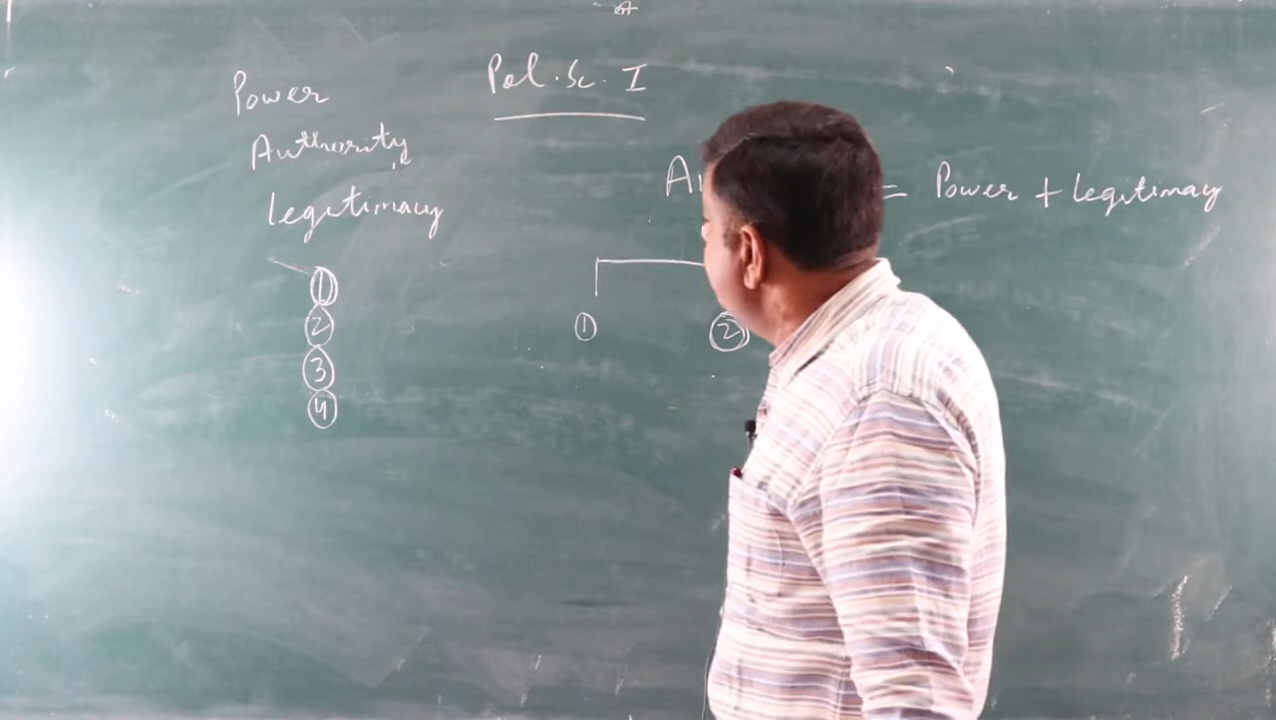 Pol. Sc. I
Power
Authority
legitimacy
1
2
3
4
= Power + legitimacy
1 2